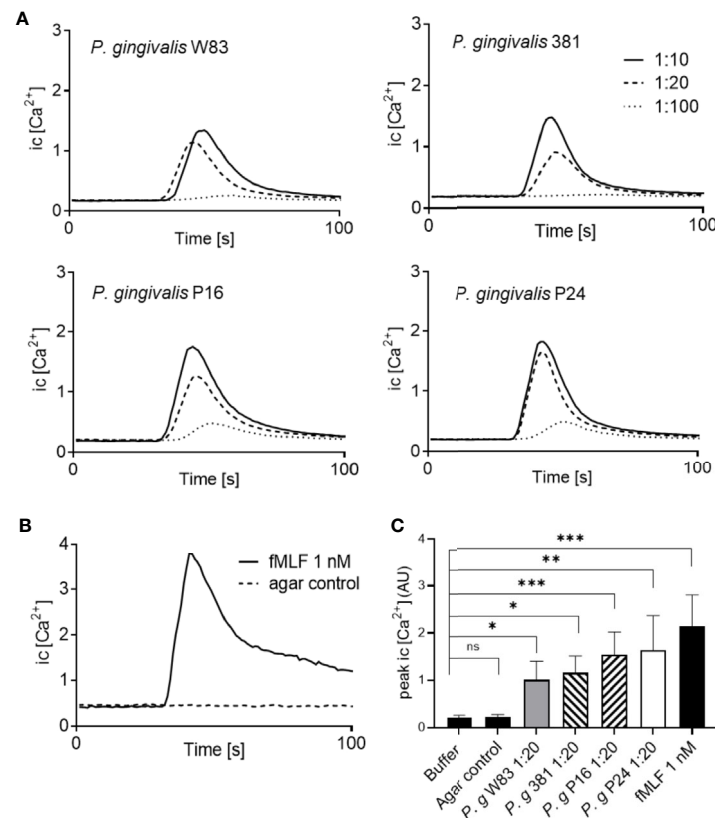 A
P. gingivalis W83
3
2
1
0
ic [Ca2+]
0
100
Time [s]
P. gingivalis 381
1:10
1:20
1:100
3
2
1
0
ic [Ca2+]
0
100
Time [s]
P. gingivalis P16
3
2
1
0
ic [Ca2+]
0
100
Time [s]
P. gingivalis P24
3
2
1
0
ic [Ca2+]
0
100
Time [s]
B
fMLF 1 nM
agar control
4
3
2
1
0
ic [Ca2+]
0
100
Time [s]
C
4
3
2
1
0
peak ic [Ca2+] (AU)
***
**
***
*
*
ns
Buffer
Agar control
P. g W83 1:20
P. g 381 1:20
P. g P16 1:20
P. g P24 1:20
fMLF 1 nM